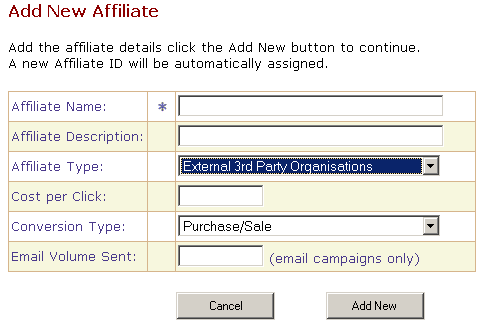 Add New Affiliate
Add the affiliate details click the Add New button to continue.
A new Affiliate ID will be automatically assigned.
Affiliate Name: *
Affiliate Description:
Affiliate Type: External 3rd Party Organisations
Cost per Click:
Conversion Type: Purchase/Sale
Email Volume Sent: (email campaigns only)
Cancel Add New